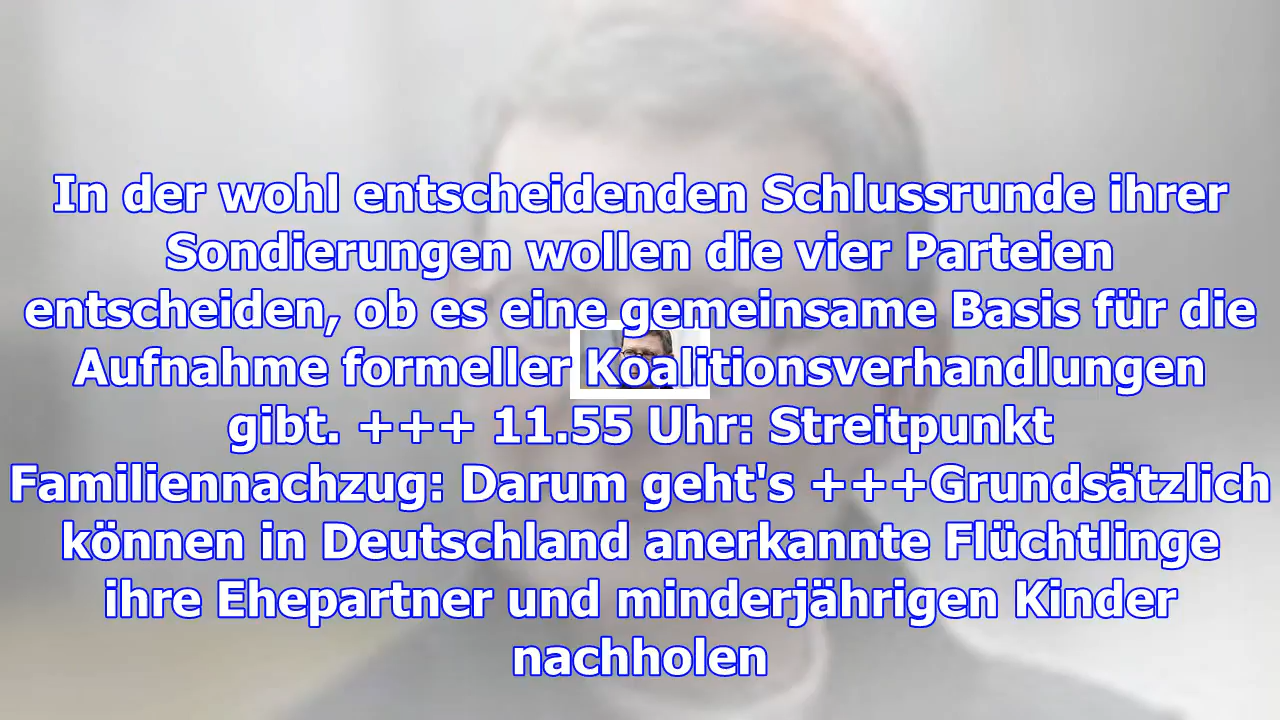 In der wohl entscheidenden Schlussrunde ihrer
Sondierungen wollen die vier Parteien
entscheiden, ob es eine gemeinsame Basis für die
Aufnahme formeller Koalitionsverhandlungen
gibt. +++ 11.55 Uhr: Streitpunkt
Familiennachzug: Darum geht's +++Grundsätzlich
können in Deutschland anerkannte Flüchtlinge
ihre Ehepartner und minderjährigen Kinder
nachholen